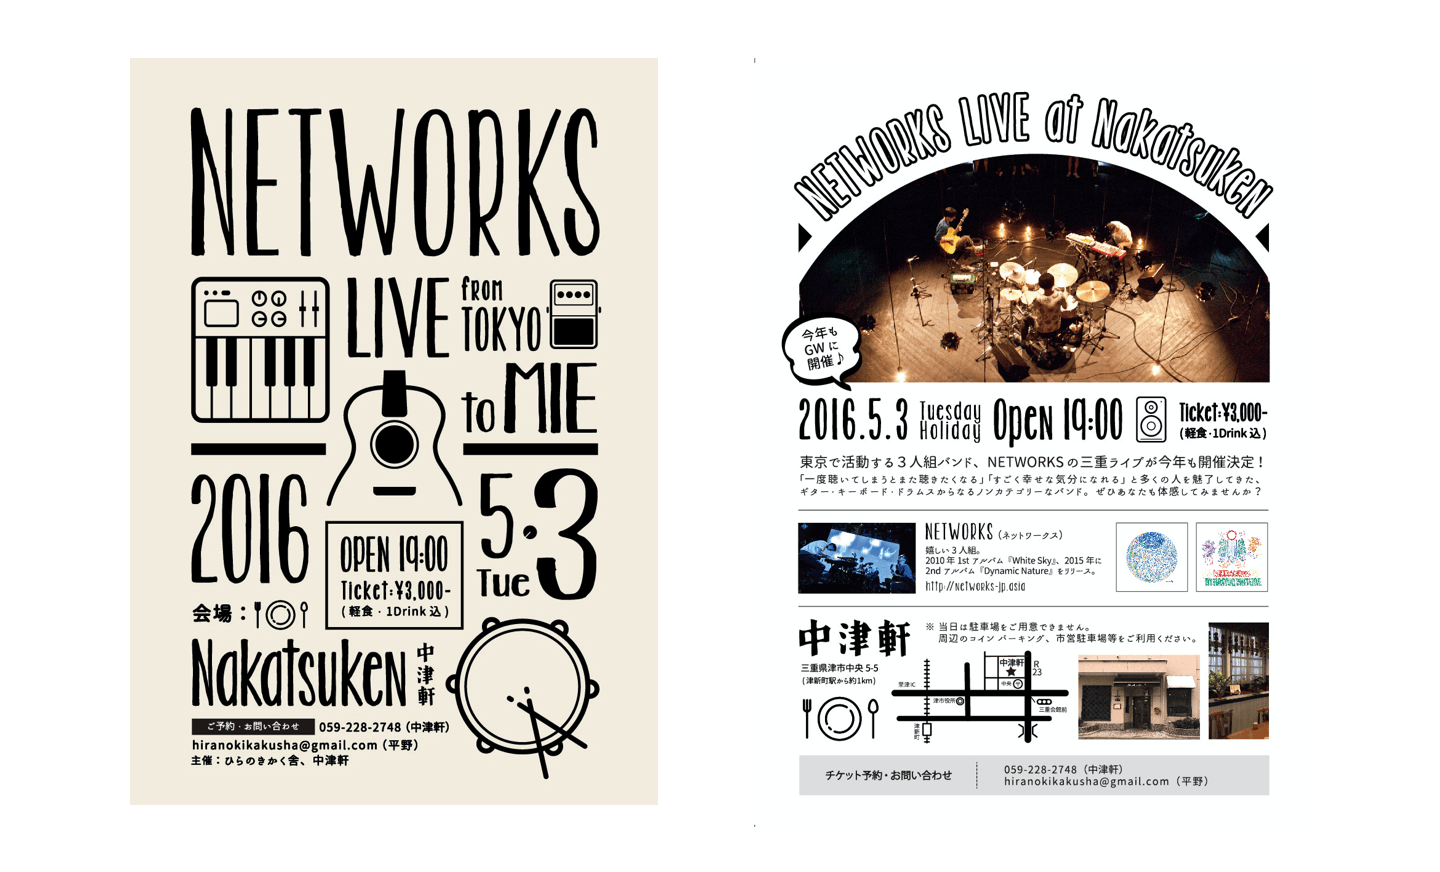 NETWORKS
LIVE
from
TOKYO
to MIE
2016
5.3
Tue
OPEN 19:00
Ticket:¥3,000-
(軽食・1Drink 込)
会場：
Nakatsuken
中津軒
ご予約・お問い合わせ 059-228-2748（中津軒）
hiranokikakusha@gmail.com（平野）
主催：ひらのきかく舎、中津軒
NETWORKS LIVE at Nakatsuken
今年も
GWに
開催♪
2016.5.3 Tuesday Holiday Open 19:00 Ticket:¥3,000-
(軽食・1Drink 込)
東京で活動する３人組バンド、NETWORKSの三重ライブが今年も開催決定！
「一度聴いてしまうとまた聴きたくなる」「すごく幸せな気分になれる」と多くの人を魅了してきた、
ギター・キーボード・ドラムスからなるノンカテゴリーなバンド。ぜひあなたも体感してみませんか？
NETWORKS（ネットワークス）
嬉しい３人組。
2010年 1st アルバム『White Sky』、2015年に
2nd アルバム『Dynamic Nature』をリリース。
http://networks-jp.asia
中津軒
※ 当日は駐車場をご用意できません。
周辺のコインパーキング、市営駐車場等をご利用ください。
三重県津市中央 5-5
(津新町駅から約1km)
中津軒
R
23
中央
津市役所
三重会館前
津新町
チケット予約・お問い合わせ
059-228-2748（中津軒）
hiranokikakusha@gmail.com（平野）